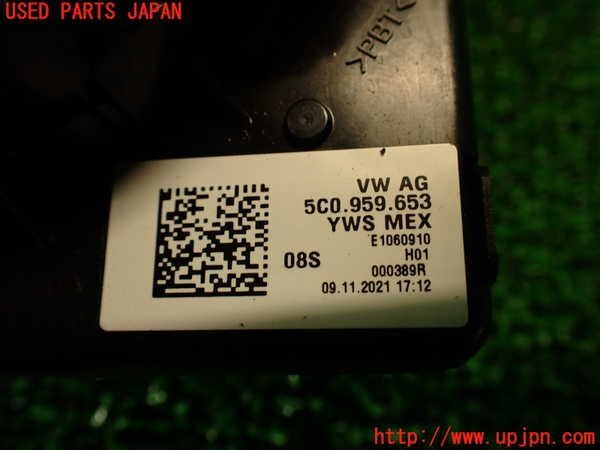 USED PARTS JAPAN
>PBT<
VW AG
5C0.959.653
YWS MEX
E1060910
08S
H01
000389R
09.11.2021 17:12
http://www.upjpn.com/